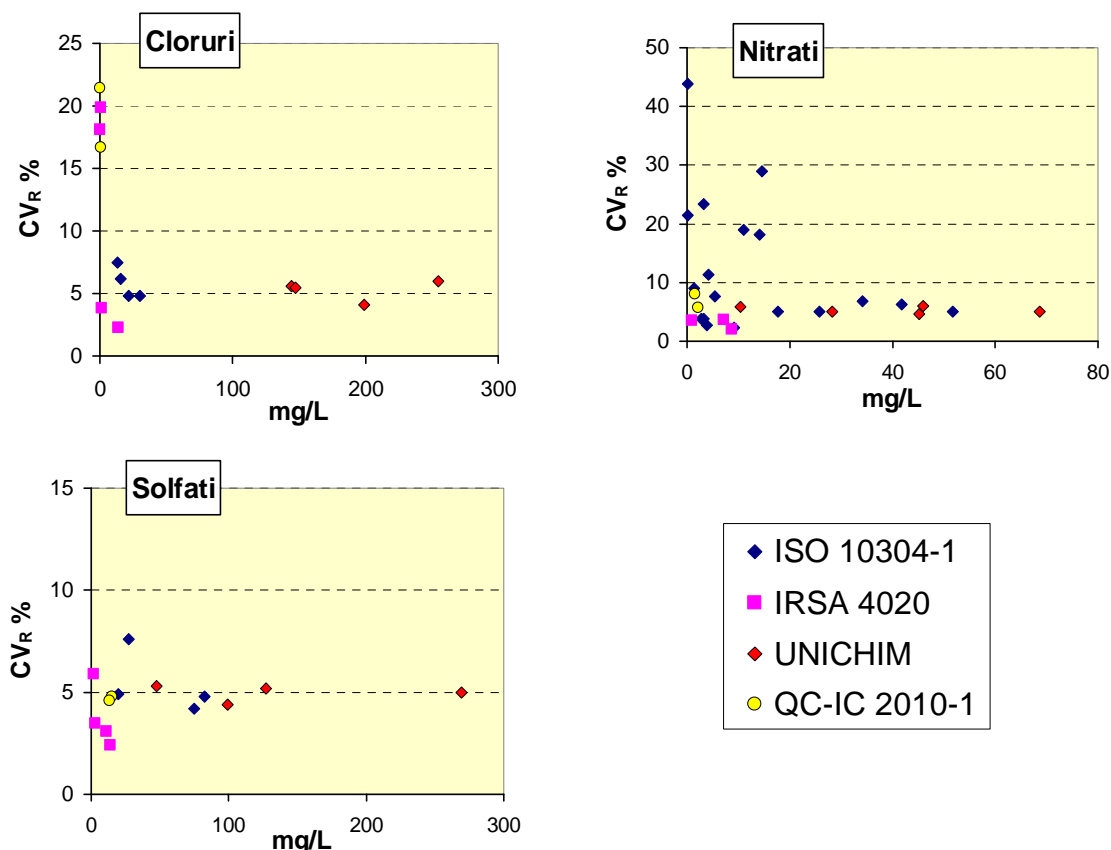 Cloruri
25
20
15
10
5
0
CVR %
0 100 200 300
mg/L
Nitrati
50
40
30
20
10
0
CVR %
0 20 40 60 80
mg/L
Solfati
15
10
5
0
CVR %
0 100 200 300
mg/L
ISO 10304-1
IRSA 4020
UNICHIM
QC-IC 2010-1